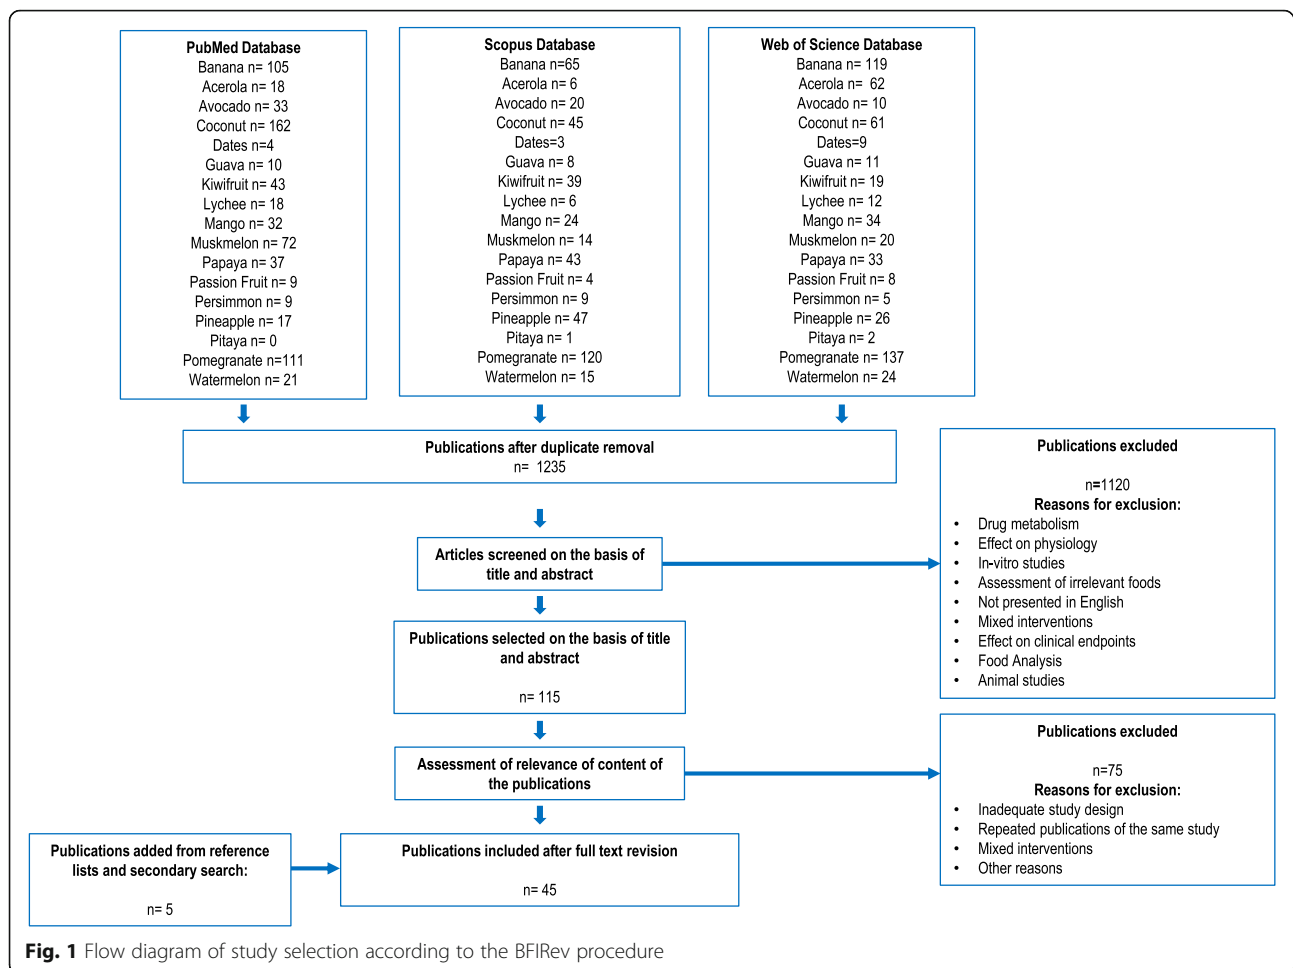 PubMed Database
Banana n= 105
Acerola n= 18
Avocado n= 33
Coconut n= 162
Dates n=4
Guava n= 10
Kiwifruit n= 43
Lychee n= 18
Mango n= 32
Muskmelon n= 72
Papaya n= 37
Passion Fruit n= 9
Persimmon n= 9
Pineapple n= 17
Pitaya n= 0
Pomegranate n=111
Watermelon n= 21
Scopus Database
Banana n=65
Acerola n= 6
Avocado n= 20
Coconut n= 45
Dates=3
Guava n= 8
Kiwifruit n= 39
Lychee n= 6
Mango n= 24
Muskmelon n= 14
Papaya n= 43
Passion Fruit n= 4
Persimmon n= 9
Pineapple n= 47
Pitaya n= 1
Pomegranate n= 120
Watermelon n= 15
Web of Science Database
Banana n= 119
Acerola n= 62
Avocado n= 10
Coconut n= 61
Dates=9
Guava n= 11
Kiwifruit n= 19
Lychee n= 12
Mango n= 34
Muskmelon n= 20
Papaya n= 33
Passion Fruit n= 8
Persimmon n= 5
Pineapple n= 26
Pitaya n= 2
Pomegranate n= 137
Watermelon n= 24
Publications after duplicate removal
n= 1235
Articles screened on the basis of
title and abstract
Publications excluded
n=1120
Reasons for exclusion:
• Drug metabolism
• Effect on physiology
• In-vitro studies
• Assessment of irrelevant foods
• Not presented in English
• Mixed interventions
• Effect on clinical endpoints
• Food Analysis
• Animal studies
Publications selected on the basis of title
and abstract
n= 115
Assessment of relevance of content of
the publications
Publications excluded
n=75
Reasons for exclusion:
• Inadequate study design
• Repeated publications of the same study
• Mixed interventions
• Other reasons
Publications added from reference
lists and secondary search:
n= 5
Publications included after full text revision
n= 45
Fig. 1 Flow diagram of study selection according to the BFIRev procedure